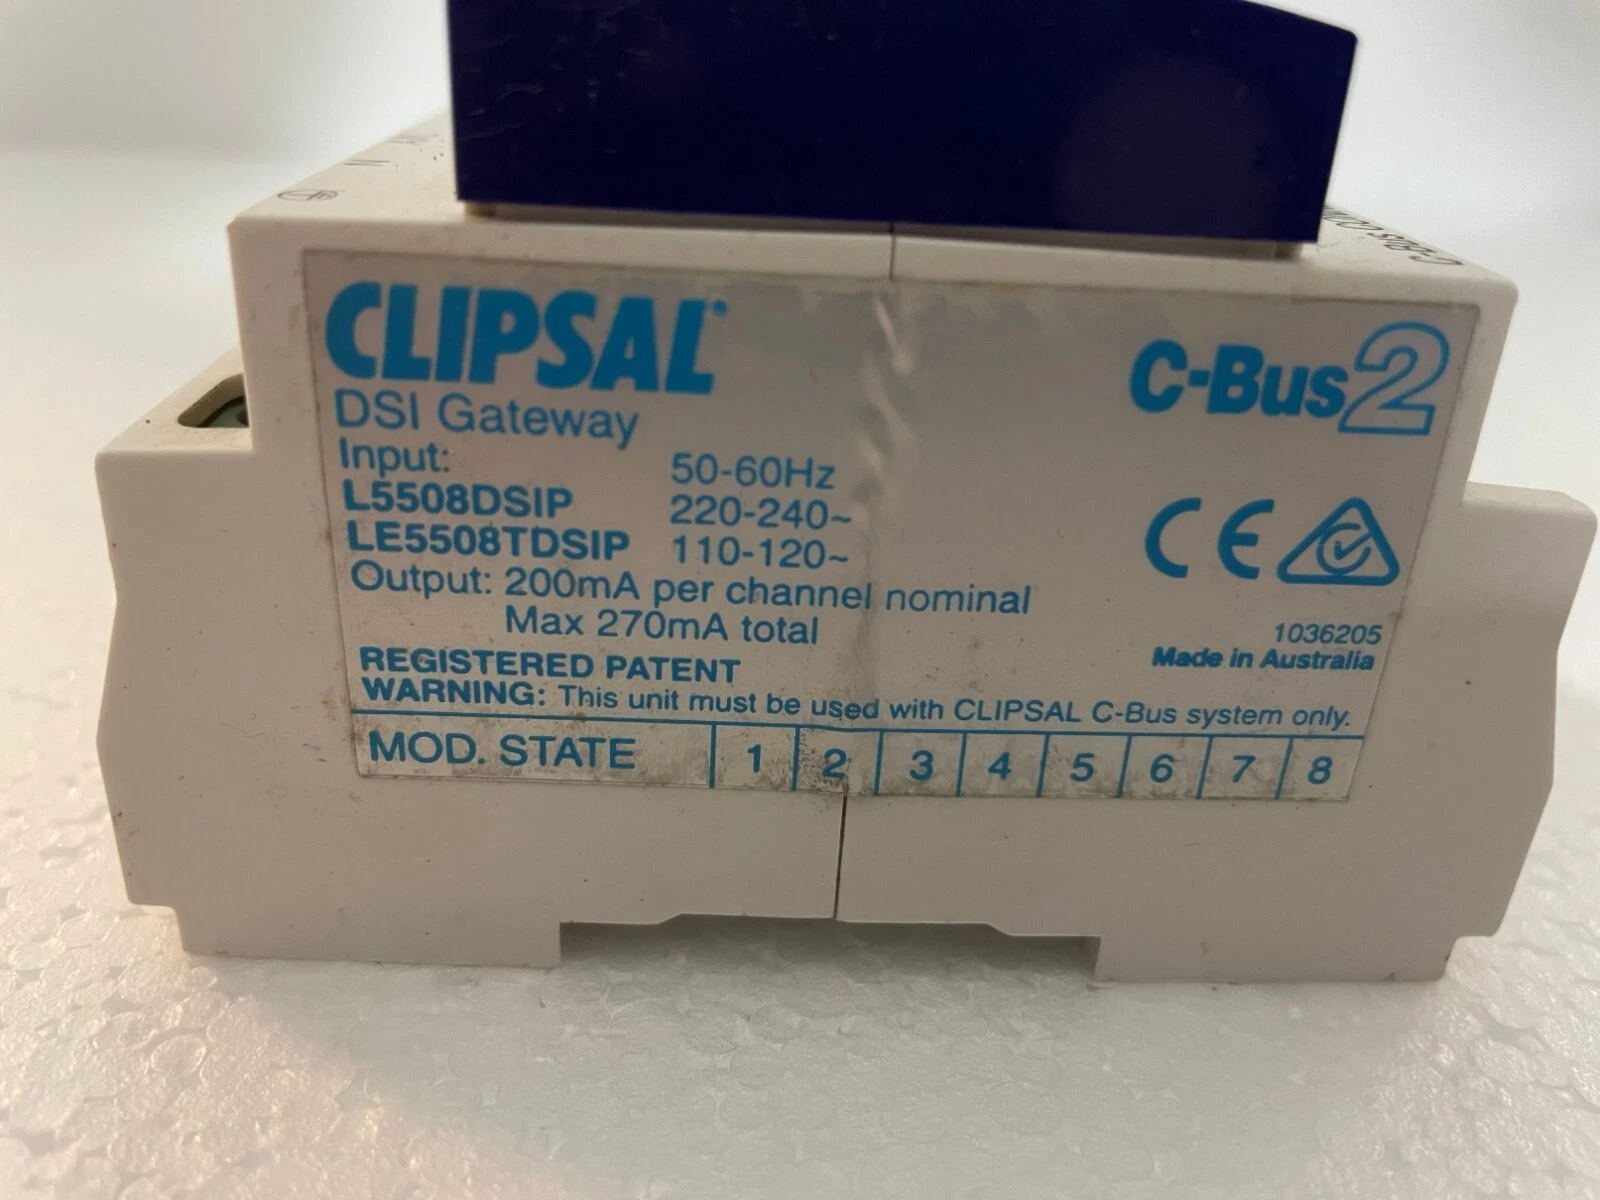 CLIPSAL
C-Bus2
DSI Gateway
Input: 50-60Hz
L5508DSIP 220-240~
LE5508TDSIP 110-120~
Output: 200mA per channel nominal
Max 270mA total
CE
1036205
Made in Australia
REGISTERED PATENT
WARNING: This unit must be used with CLIPSAL C-Bus system only.
MOD. STATE 1 2 3 4 5 6 7 8
C-BUS
N